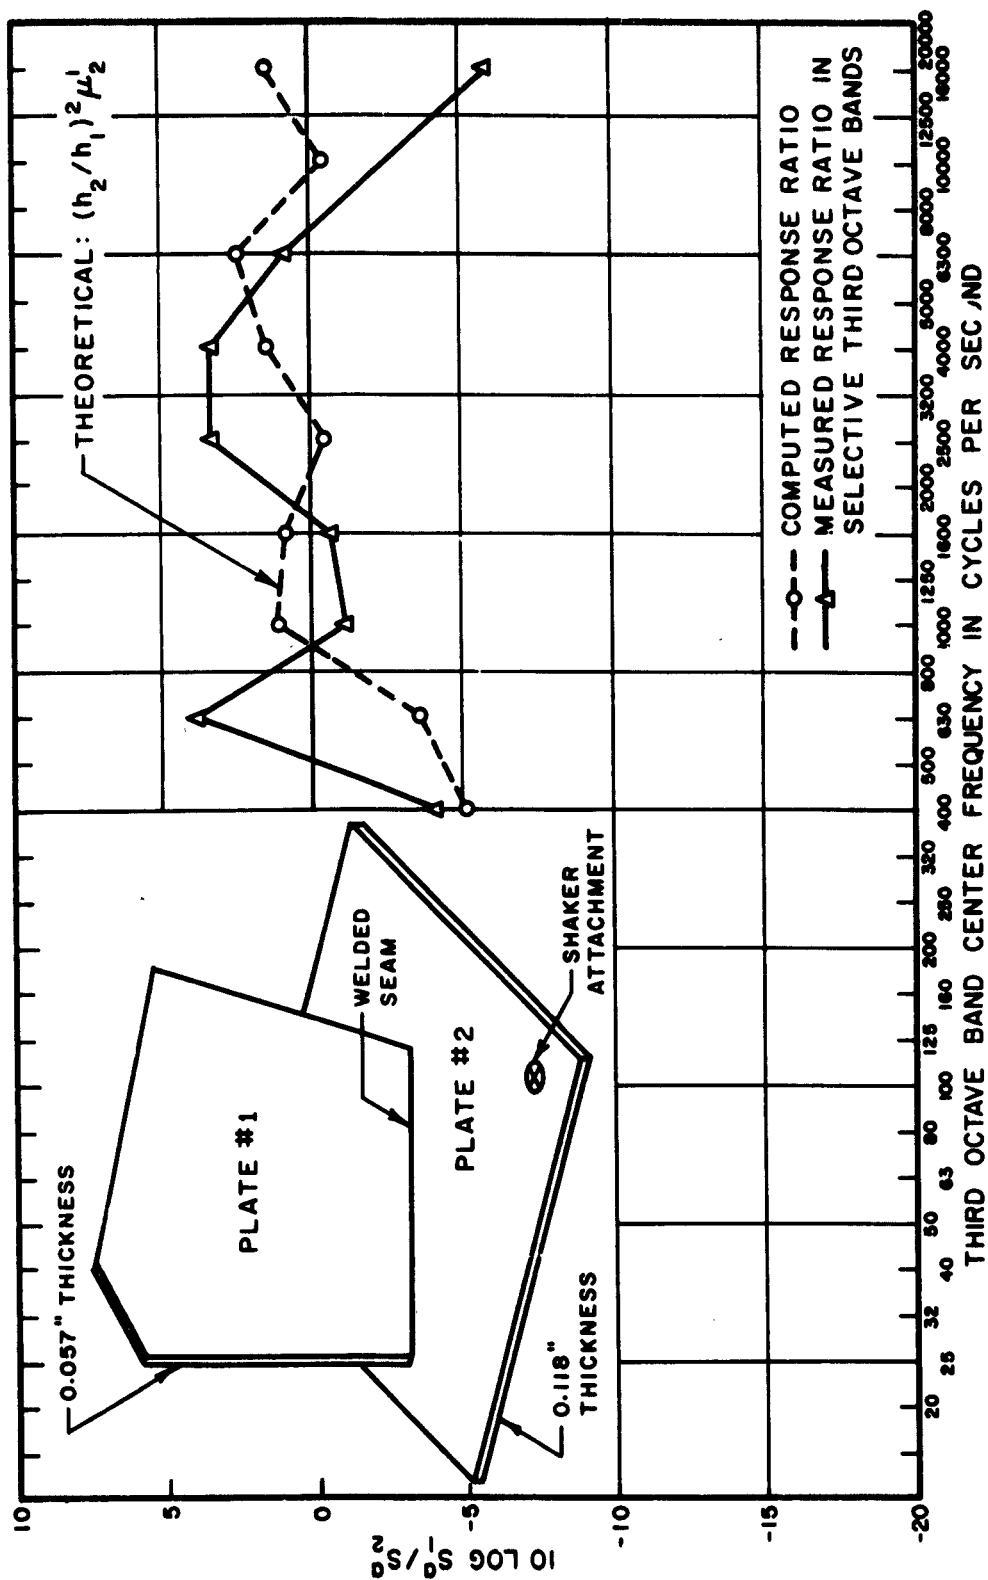 10
5
0
-5
-10
-15
-20
10 LOG S₁ᵃ/S₂ᵃ
0.057" THICKNESS
PLATE #1
WELDED
SEAM
PLATE #2
SHAKER
ATTACHMENT
0.118"
THICKNESS
THEORETICAL: (h₂/h₁)² μ'₂
COMPUTED RESPONSE RATIO
MEASURED RESPONSE RATIO IN
SELECTIVE THIRD OCTAVE BANDS
20 32 50 80 125 200 320 500 800 1250 2000 3200 5000 8000 12500 20000
25 40 63 100 160 250 400 630 1000 1600 2500 4000 6300 10000 16000
THIRD OCTAVE BAND CENTER FREQUENCY IN CYCLES PER